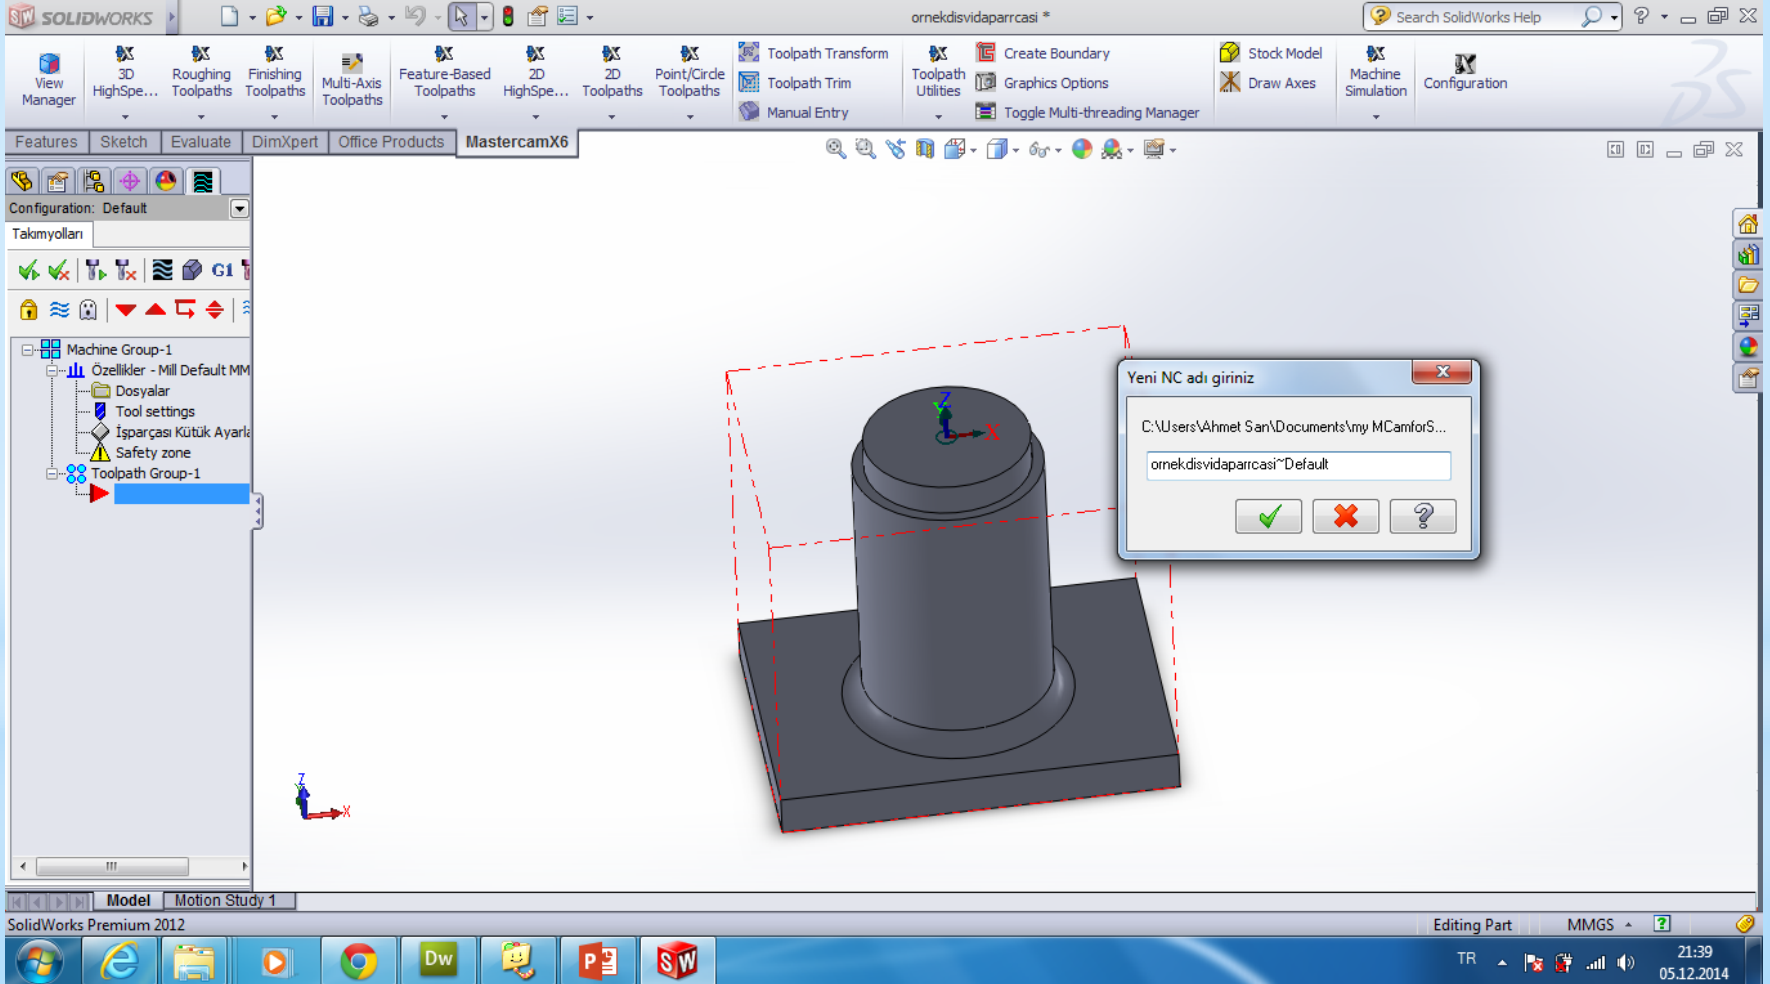 SOLIDWORKS
ornekdisvidaparrcasi *
Search SolidWorks Help
View Manager
3D HighSpe...
Roughing Toolpaths
Finishing Toolpaths
Multi-Axis Toolpaths
Feature-Based Toolpaths
2D HighSpe...
2D Toolpaths
Point/Circle Toolpaths
Toolpath Transform
Toolpath Trim
Manual Entry
Toolpath Utilities
Create Boundary
Graphics Options
Toggle Multi-threading Manager
Stock Model
Draw Axes
Machine Simulation
Configuration
Features Sketch Evaluate DimXpert Office Products MastercamX6
Configuration: Default
Takımyolları
G1
Machine Group-1
Özellikler - Mill Default MM
Dosyalar
Tool settings
İşparçası Kütük Ayarla
Safety zone
Toolpath Group-1
Z
X
Yeni NC adı giriniz
C:\Users\Ahmet San\Documents\my MCamforS...
ornekdisvidaparrcasi~Default
Z
X
Model Motion Study 1
SolidWorks Premium 2012
Editing Part MMGS
Dw
P
SW
TR
21:39
05.12.2014